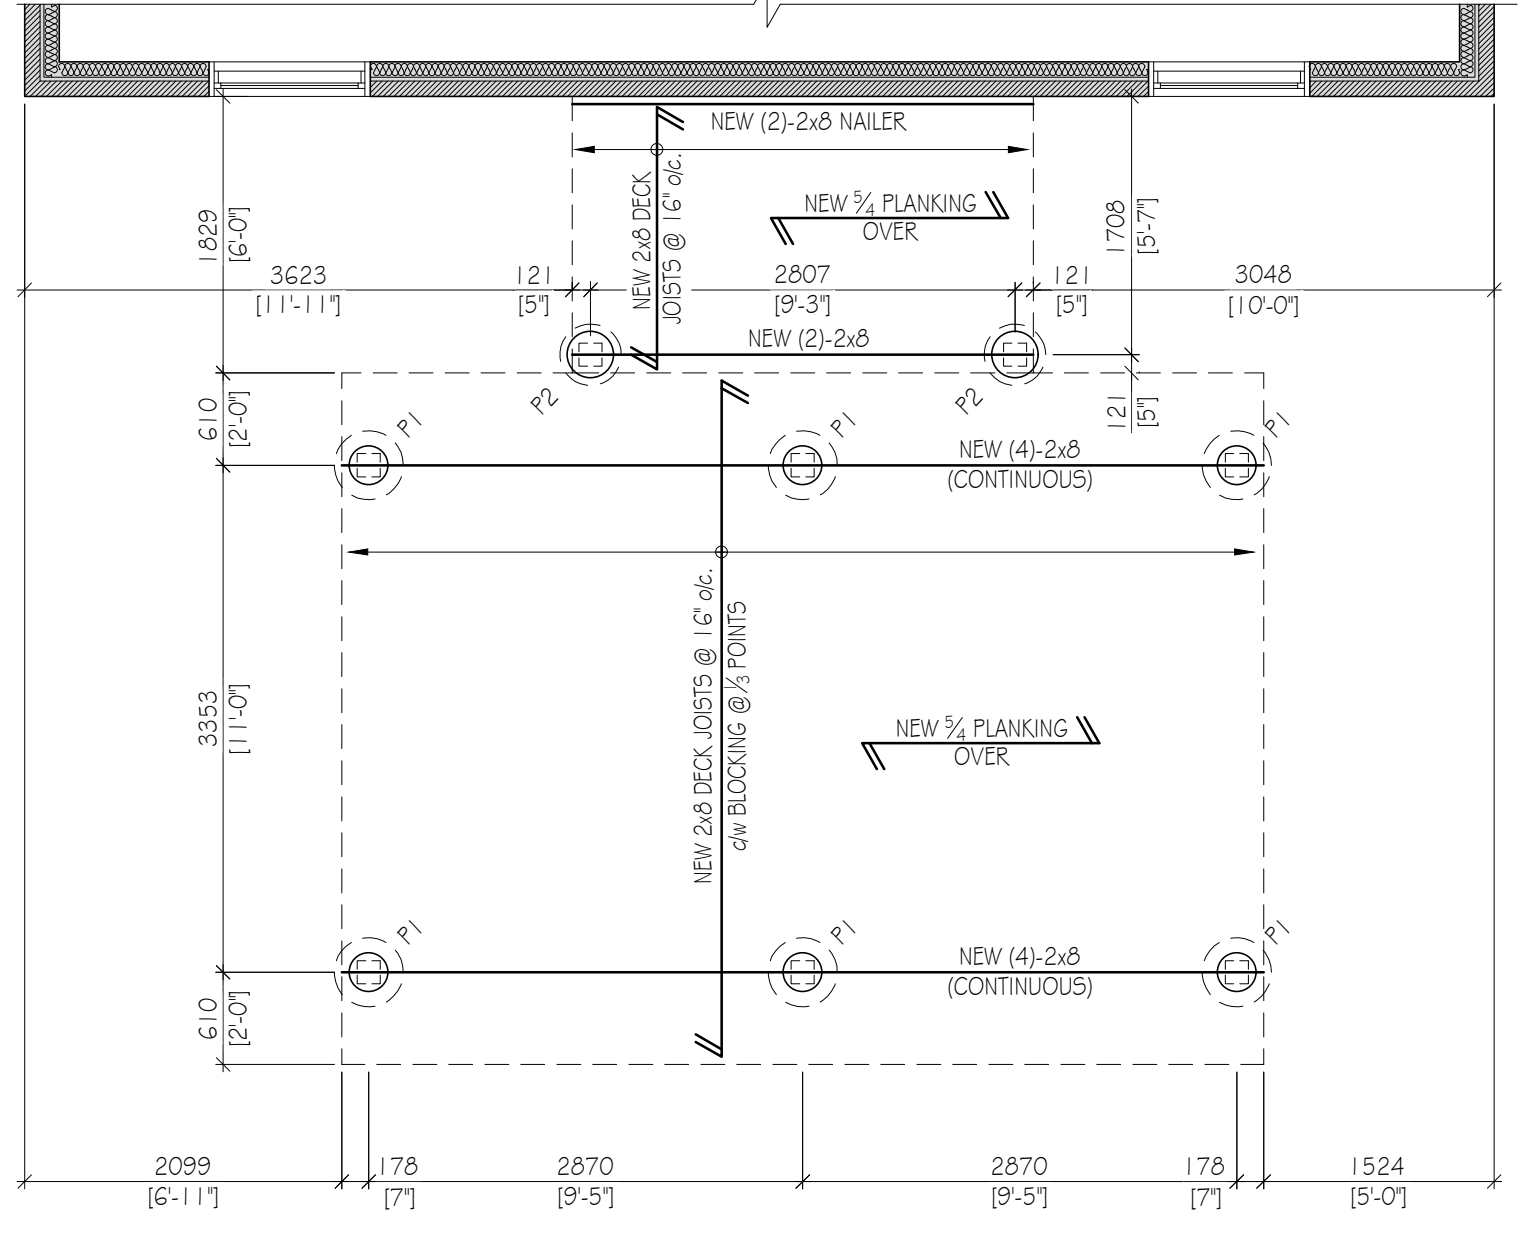 NEW (2)-2x8 NAILER
NEW 2x8 DECK
JOISTS @ 16" o/c.
NEW 5/4 PLANKING
OVER
1829
[6'-0"]
1708
[5'-7"]
3623
[11'-11"]
121
[5"]
2807
[9'-3"]
121
[5"]
3048
[10'-0"]
NEW (2)-2x8
P2
P2
121
[5"]
610
[2'-0"]
P1
P1
P1
NEW (4)-2x8
(CONTINUOUS)
NEW 2x8 DECK JOISTS @ 16" o/c.
c/w BLOCKING @ 1/3 POINTS
3353
[11'-0"]
NEW 5/4 PLANKING
OVER
P1
P1
P1
NEW (4)-2x8
(CONTINUOUS)
610
[2'-0"]
2099
[6'-11"]
178
[7"]
2870
[9'-5"]
2870
[9'-5"]
178
[7"]
1524
[5'-0"]